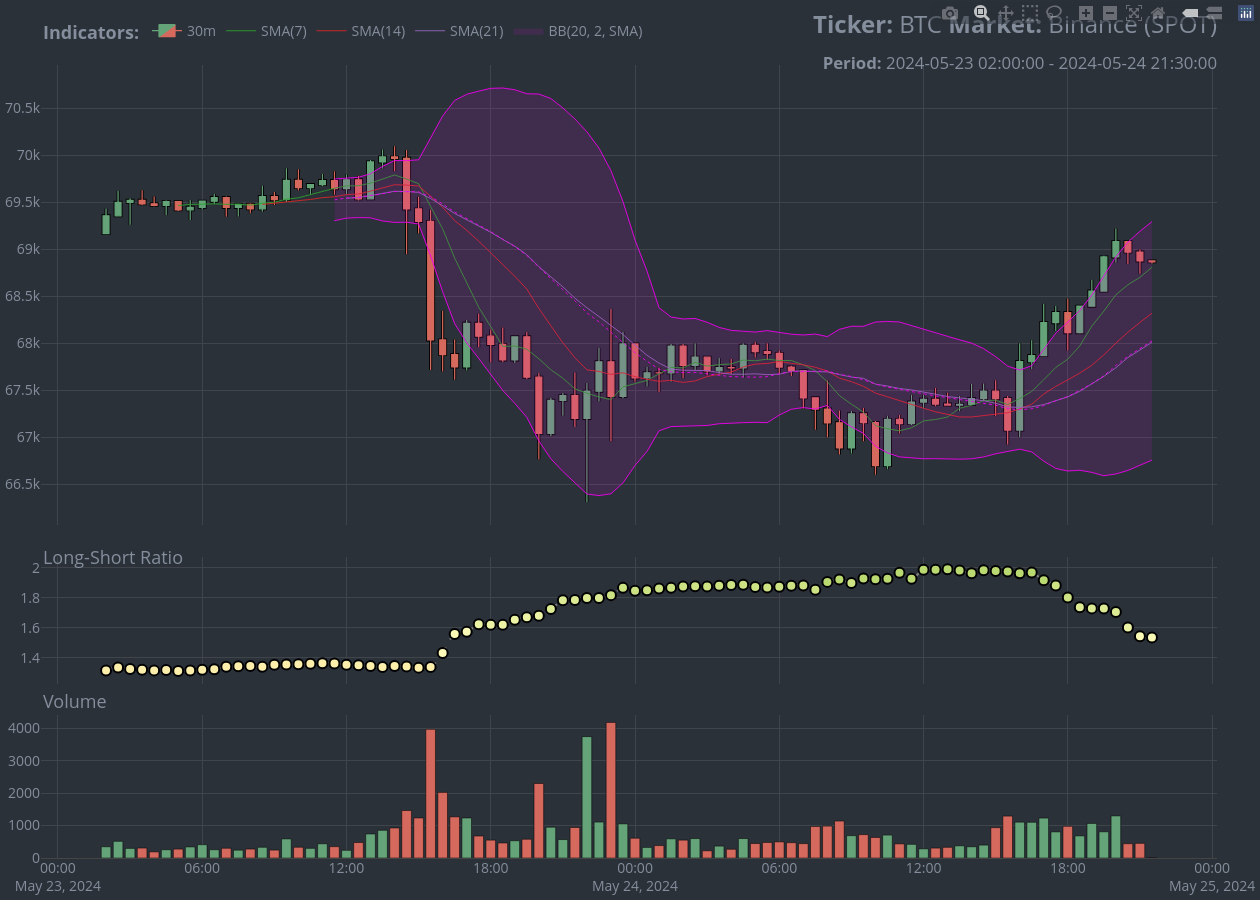 Indicators: 30m SMA(7) SMA(14) SMA(21) BB(20, 2, SMA)
Ticker: BTC Market: Binance (SPOT)
Period: 2024-05-23 02:00:00 - 2024-05-24 21:30:00
70.5k
70k
69.5k
69k
68.5k
68k
67.5k
67k
66.5k
Long-Short Ratio
2
1.8
1.6
1.4
Volume
4000
3000
2000
1000
0
00:00 06:00 12:00 18:00 00:00 06:00 12:00 18:00 00:00
May 23, 2024 May 24, 2024 May 25, 2024